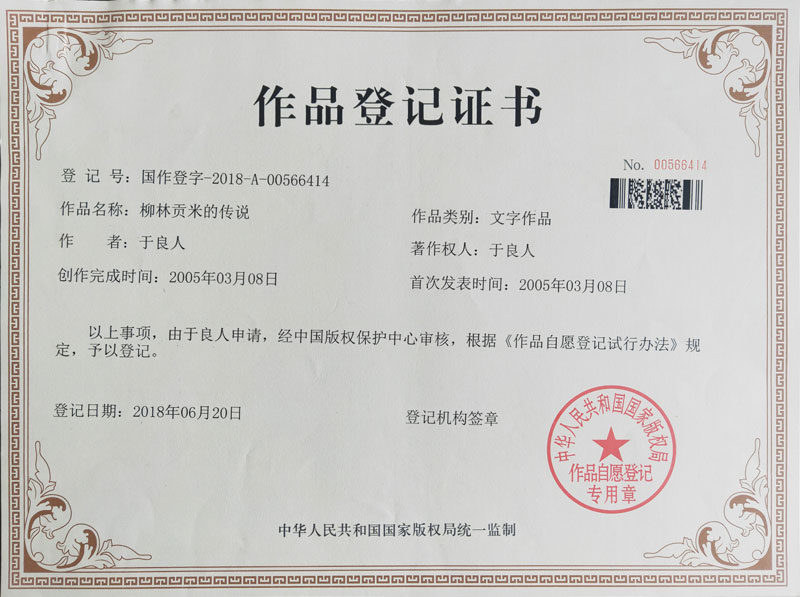 作品登记证书
No. 00566414
登 记 号：国作登字-2018-A-00566414
作品名称：柳林贡米的传说
作品类别：文字作品
作 者：于良人
著作权人：于良人
创作完成时间：2005年03月08日
首次发表时间：2005年03月08日
以上事项，由于良人申请，经中国版权保护中心审核，根据《作品自愿登记试行办法》规
定，予以登记。
登记日期：2018年06月20日
登记机构签章
中华人民共和国国家版权局
作品自愿登记
专用章
中华人民共和国国家版权局统一监制